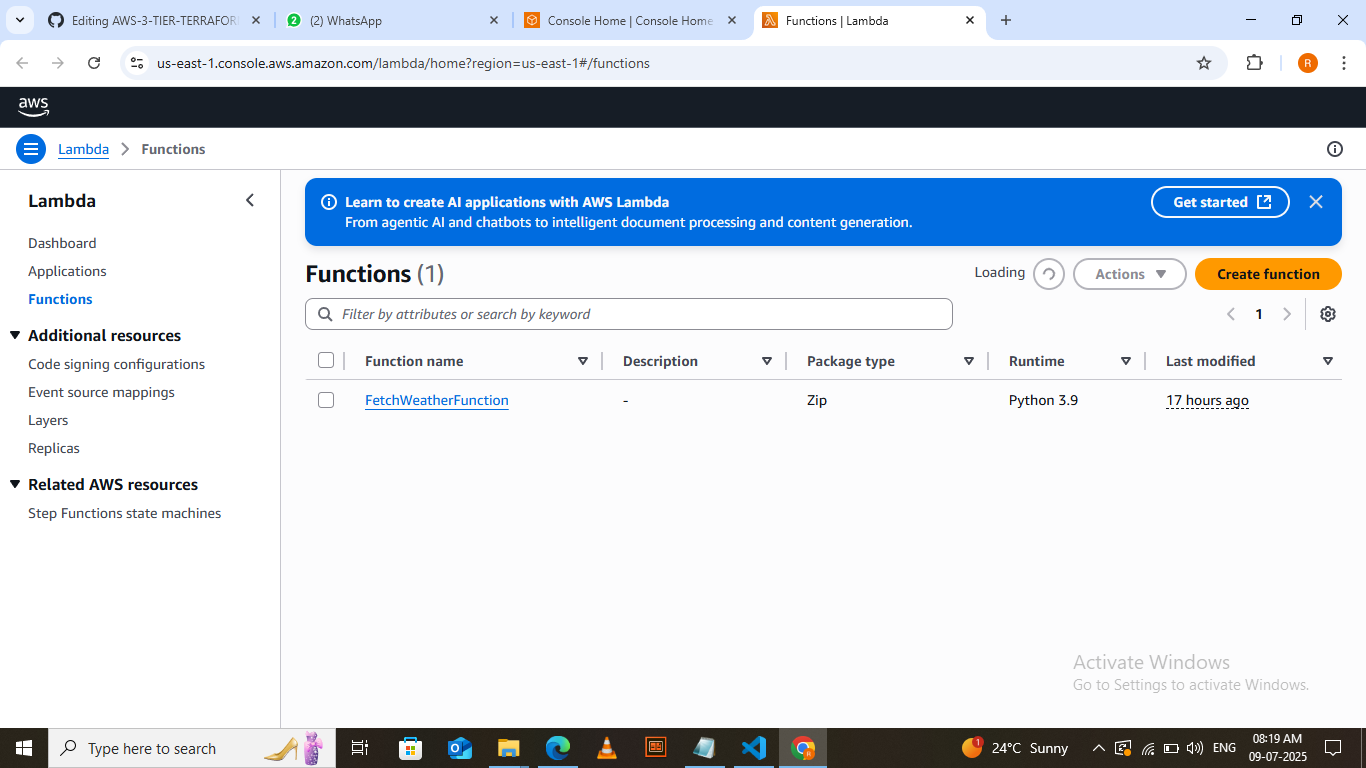 Editing AWS-3-TIER-TERRAFOR
(2) WhatsApp
Console Home | Console Home
Functions | Lambda
us-east-1.console.aws.amazon.com/lambda/home?region=us-east-1#/functions
R
aws
Lambda
Functions
Lambda
Dashboard
Applications
Functions
Additional resources
Code signing configurations
Event source mappings
Layers
Replicas
Related AWS resources
Step Functions state machines
Learn to create AI applications with AWS Lambda
From agentic AI and chatbots to intelligent document processing and content generation.
Get started
Functions (1)
Loading
Actions
Create function
Filter by attributes or search by keyword
1
Function name Description Package type Runtime Last modified
FetchWeatherFunction - Zip Python 3.9 17 hours ago
Activate Windows
Go to Settings to activate Windows.
Type here to search
1
24°C Sunny
ENG
08:19 AM
09-07-2025